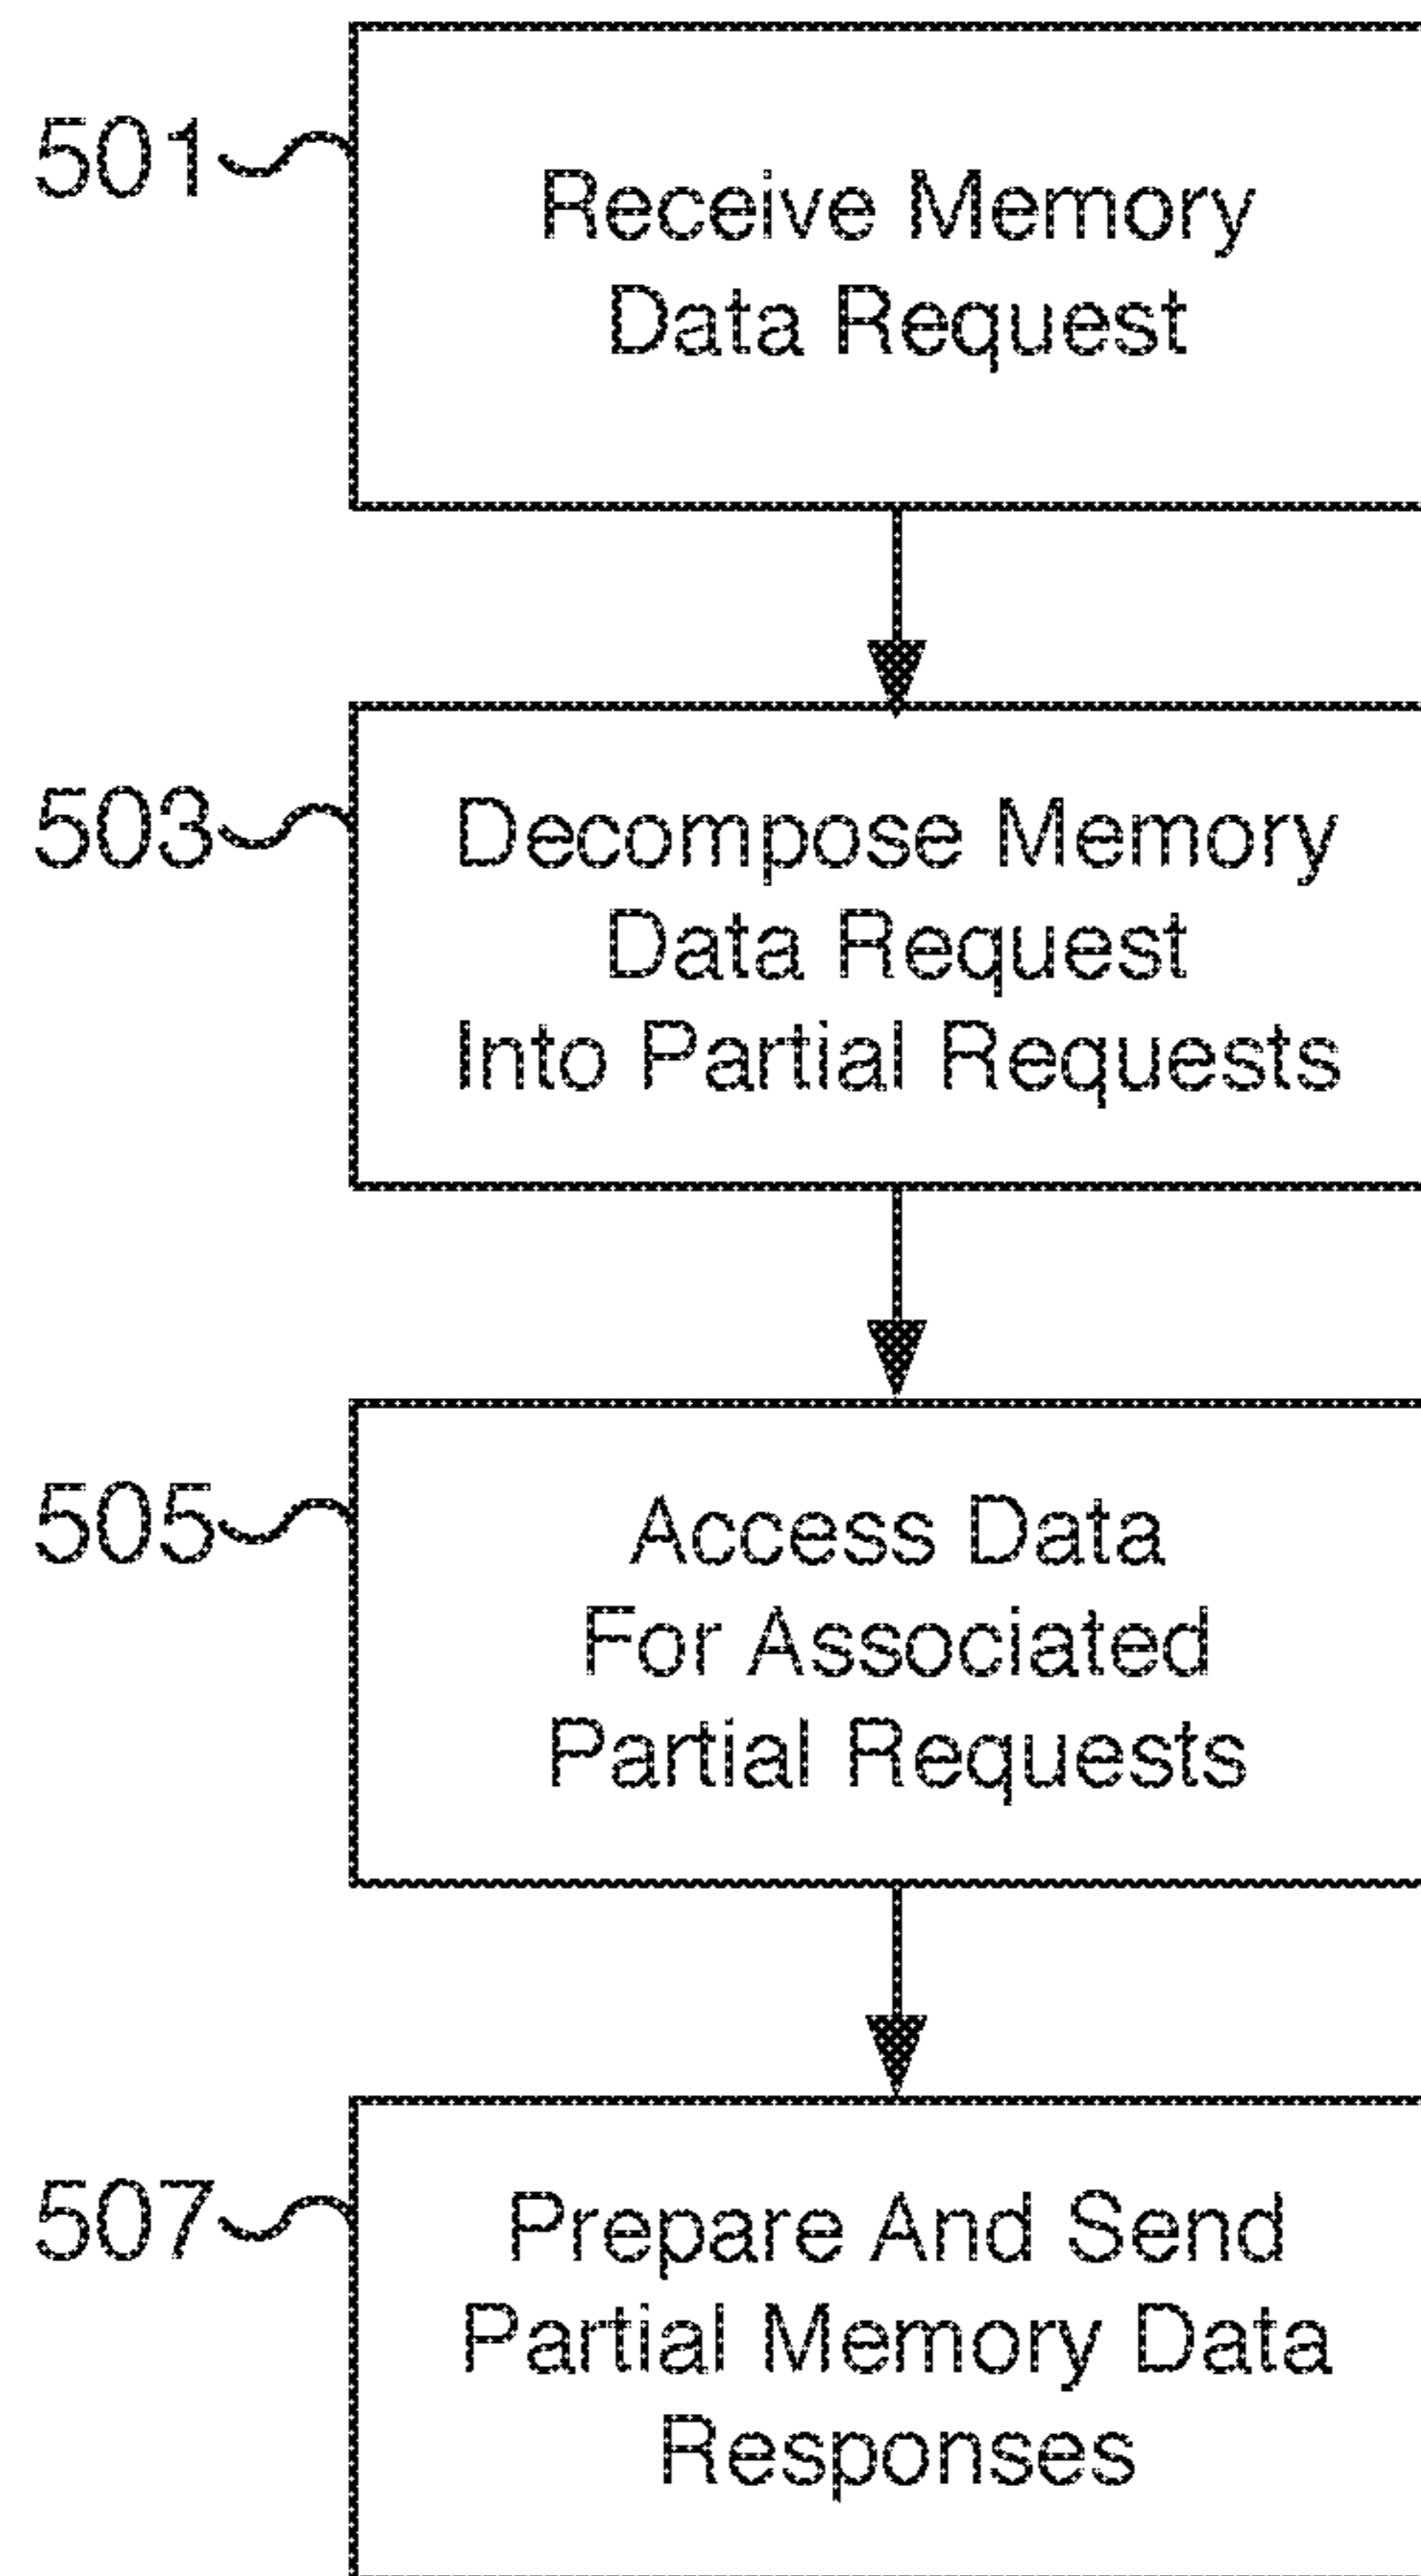 501
Receive Memory
Data Request
503
Decompose Memory
Data Request
Into Partial Requests
505
Access Data
For Associated
Partial Requests
507
Prepare And Send
Partial Memory Data
Responses